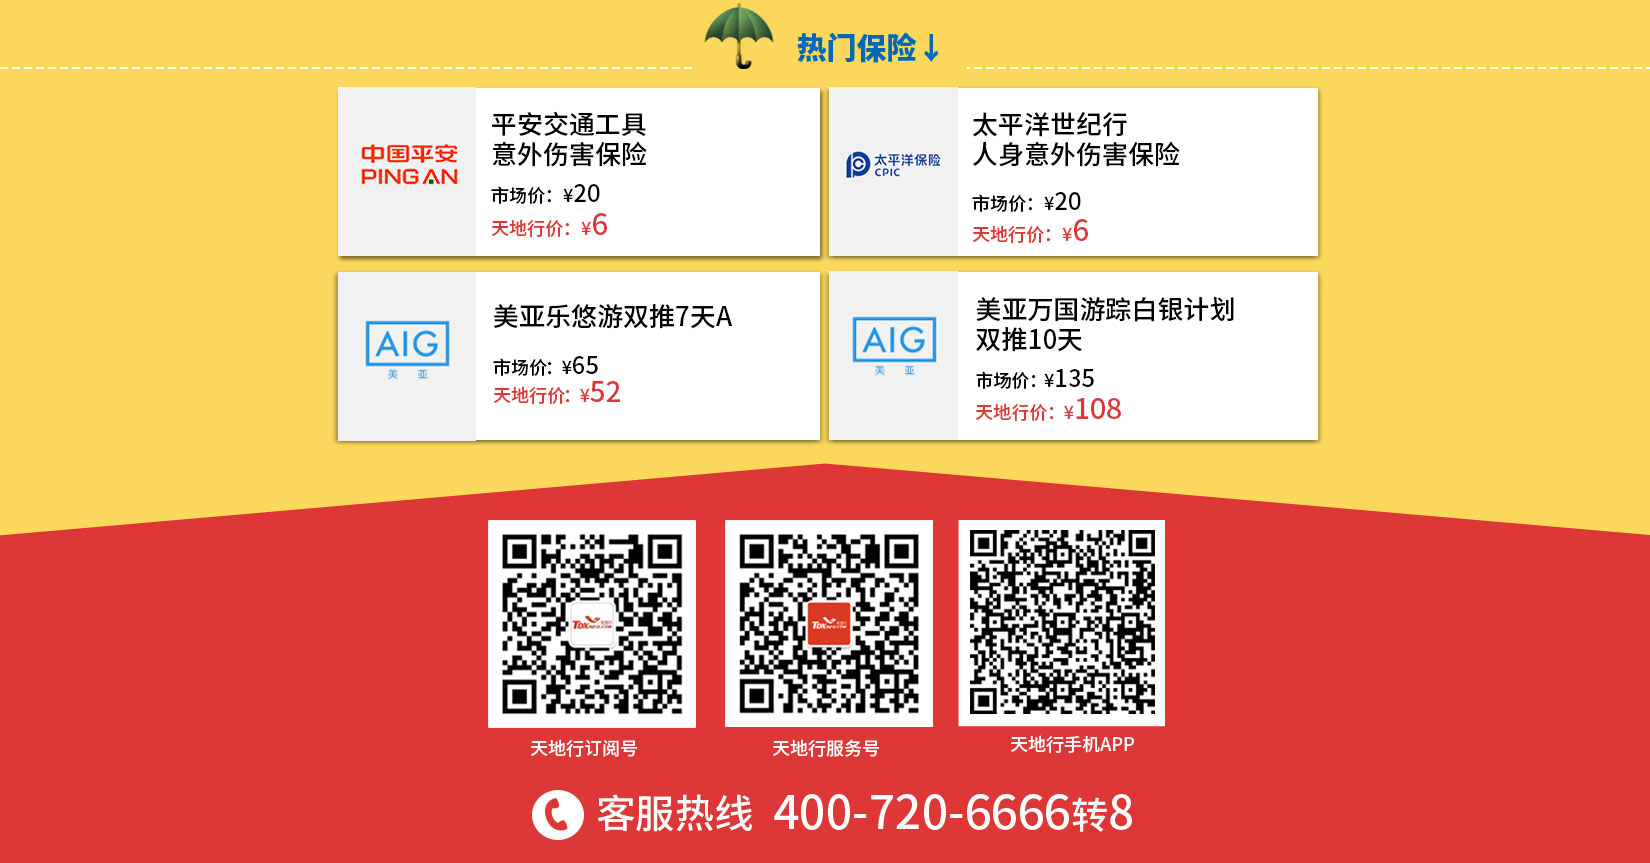 热门保险↓
中国平安
PING AN
平安交通工具
意外伤害保险
市场价：¥20
天地行价：¥6
太平洋保险
CPIC
太平洋世纪行
人身意外伤害保险
市场价：¥20
天地行价：¥6
AIG
美 亚
美亚乐悠游双推7天A
市场价：¥65
天地行价：¥52
AIG
美 亚
美亚万国游踪白银计划
双推10天
市场价：¥135
天地行价：¥108
天地行订阅号
天地行服务号
天地行手机APP
客服热线 400-720-6666转8